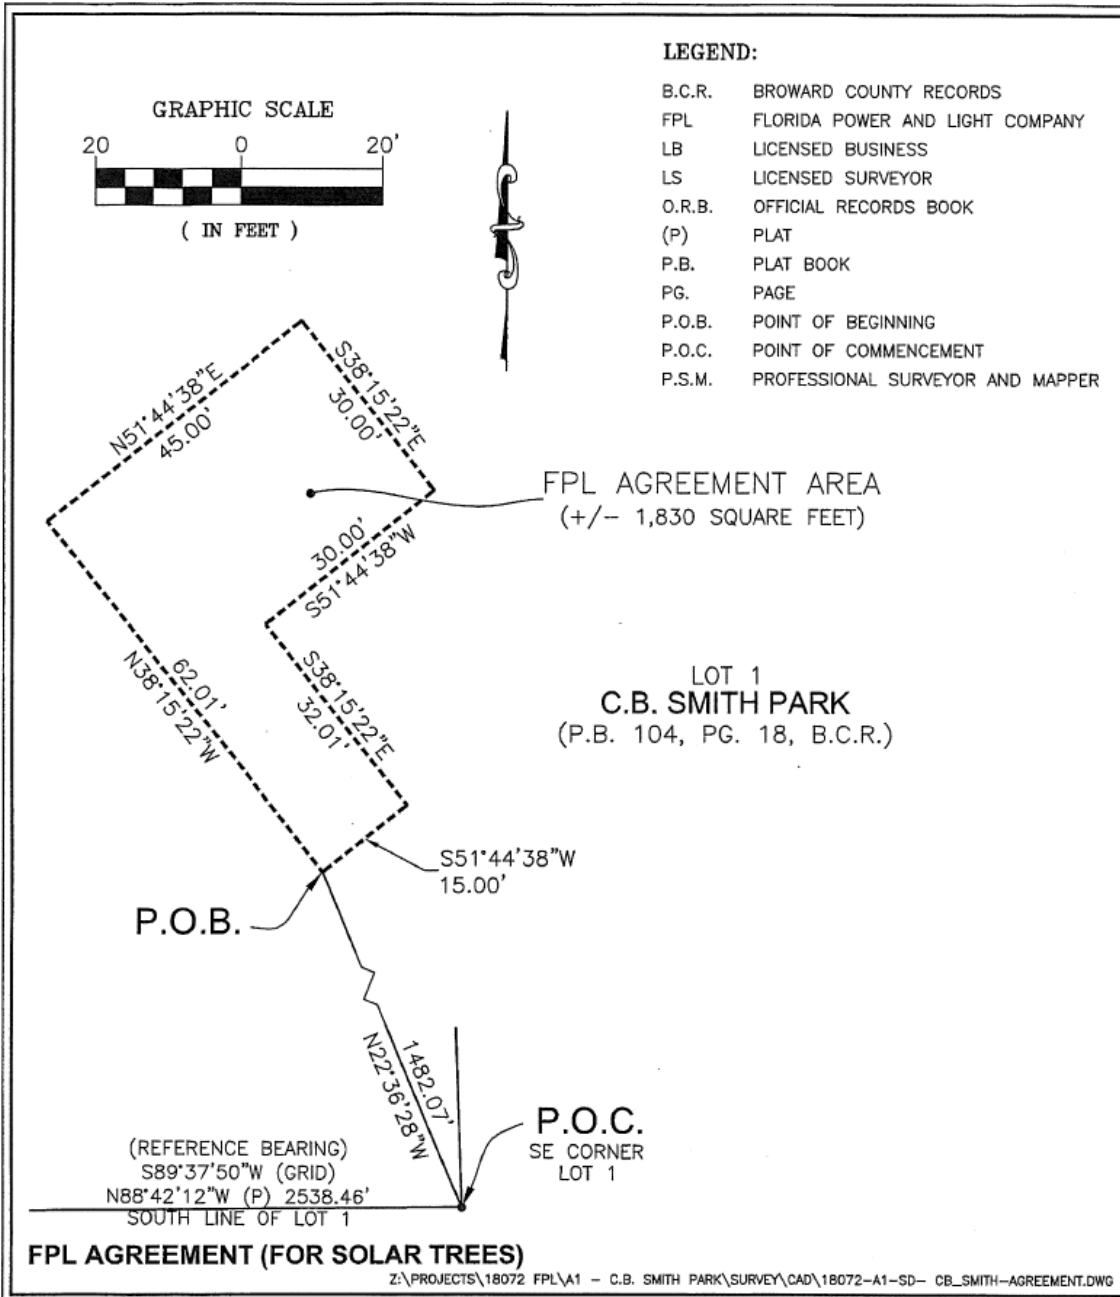 LEGEND:
B.C.R. BROWARD COUNTY RECORDS
FPL FLORIDA POWER AND LIGHT COMPANY
LB LICENSED BUSINESS
LS LICENSED SURVEYOR
O.R.B. OFFICIAL RECORDS BOOK
(P) PLAT
P.B. PLAT BOOK
PG. PAGE
P.O.B. POINT OF BEGINNING
P.O.C. POINT OF COMMENCEMENT
P.S.M. PROFESSIONAL SURVEYOR AND MAPPER
GRAPHIC SCALE
20 0 20'
( IN FEET )
N51°44'38"E
45.00'
S38°15'22"E
30.00'
FPL AGREEMENT AREA
(+/- 1,830 SQUARE FEET)
30.00'
S51°44'38"W
62.01'
N38°15'22"W
S38°15'22"E
32.01'
LOT 1
C.B. SMITH PARK
(P.B. 104, PG. 18, B.C.R.)
S51°44'38"W
15.00'
P.O.B.
1482.07'
N22°36'28"W
P.O.C.
SE CORNER
LOT 1
(REFERENCE BEARING)
S89°37'50"W (GRID)
N88°42'12"W (P) 2538.46'
SOUTH LINE OF LOT 1
FPL AGREEMENT (FOR SOLAR TREES)
Z:\PROJECTS\18072 FPL\A1 - C.B. SMITH PARK\SURVEY\CAD\18072-A1-SD- CB_SMITH-AGREEMENT.DWG